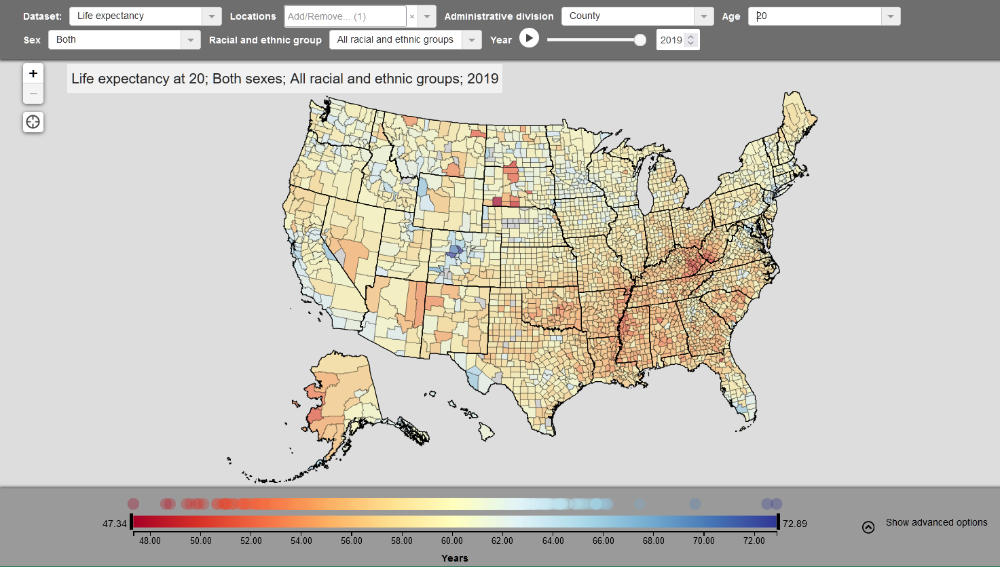 Dataset: Life expectancy Locations Add/Remove... (1) × Administrative division County Age 20
Sex Both Racial and ethnic group All racial and ethnic groups Year 2019
+
−
Life expectancy at 20; Both sexes; All racial and ethnic groups; 2019
47.34 72.89 Show advanced options
48.00 50.00 52.00 54.00 56.00 58.00 60.00 62.00 64.00 66.00 68.00 70.00 72.00
Years